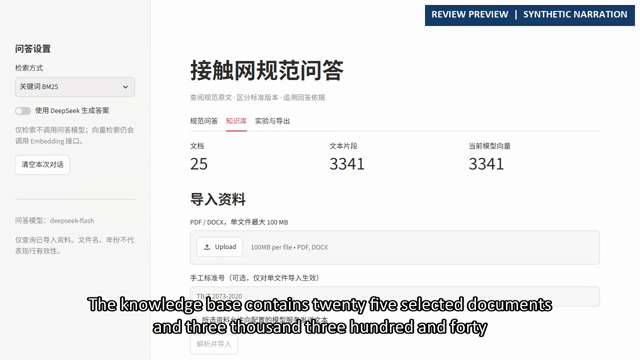 REVIEW PREVIEW | SYNTHETIC NARRATION
问答设置
检索方式
关键词 BM25
使用 DeepSeek 生成答案
仅检索不调用问答模型；向量检索仍会
调用 Embedding 接口。
清空本次对话
问答模型：deepseek-flash
仅查询已导入资料。文件名、年份不代
表现行有效性。
接触网规范问答
查阅规范原文 · 区分标准版本 · 追溯回答依据
规范问答 知识库 实验与导出
文档 文本片段 当前模型向量
25 3341 3341
导入资料
PDF / DOCX，单文件最大 100 MB
Upload 100MB per file • PDF, DOCX
手工标准号（可选，仅对单文件导入生效）
The knowledge base contains twenty five selected documents
and three thousand three hundred and forty
解析并导入